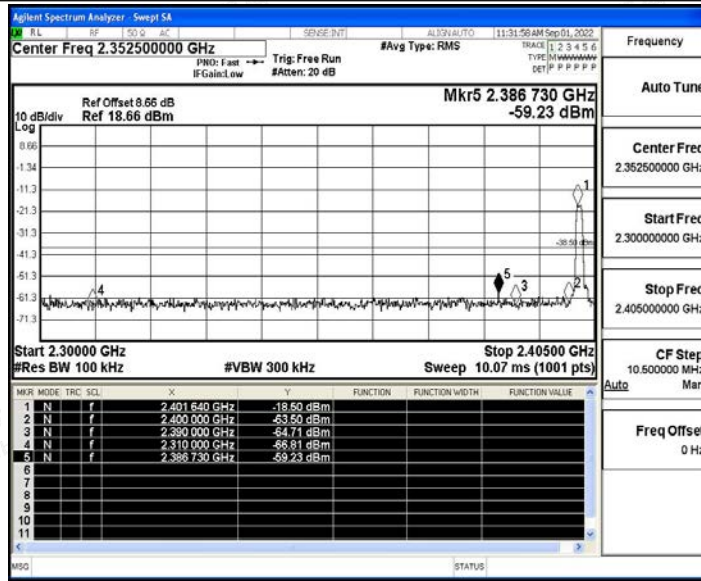 Agilent Spectrum Analyzer - Swept SA
RL RF 50 Ω AC SENSE:INT ALIGN AUTO 11:31:58 AM Sep 01, 2022
Center Freq 2.352500000 GHz #Avg Type: RMS TRACE 1 2 3 4 5 6
PNO: Fast Trig: Free Run TYPE M
IFGain:Low #Atten: 20 dB DET P P P P P P
Mkr5 2.386 730 GHz
-59.23 dBm
Ref Offset 8.66 dB
10 dB/div Ref 18.66 dBm
Log
8.66
-1.34
-11.3
-21.3
-31.3
-41.3
-51.3
-61.3
-71.3
1
-38.50 dBm
5
4
3
2
Start 2.30000 GHz Stop 2.40500 GHz
#Res BW 100 kHz #VBW 300 kHz Sweep 10.07 ms (1001 pts)
MKR MODE TRC SCL X Y FUNCTION FUNCTION WIDTH FUNCTION VALUE
1 N f 2.401 640 GHz -18.50 dBm
2 N f 2.400 000 GHz -63.50 dBm
3 N f 2.390 000 GHz -64.71 dBm
4 N f 2.310 000 GHz -66.81 dBm
5 N f 2.386 730 GHz -59.23 dBm
6
7
8
9
10
11
MSG STATUS
Frequency
Auto Tune
Center Freq
2.352500000 GHz
Start Freq
2.300000000 GHz
Stop Freq
2.405000000 GHz
CF Step
10.500000 MHz
Auto Man
Freq Offset
0 Hz